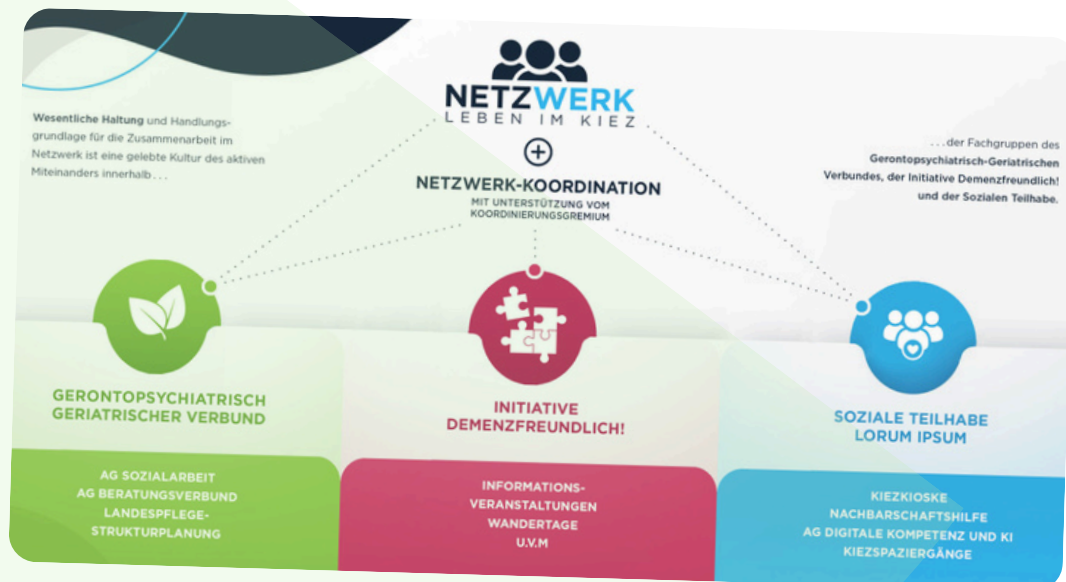 NETZWERK
LEBEN IM KIEZ
NETZWERK-KOORDINATION
MIT UNTERSTÜTZUNG VOM
KOORDINIERUNGSGREMIUM
Wesentliche Haltung und Handlungs-
grundlage für die Zusammenarbeit im
Netzwerk ist eine gelebte Kultur des aktiven
Miteinanders innerhalb ...
...der Fachgruppen des
Gerontopsychiatrisch-Geriatrischen
Verbundes, der Initiative Demenzfreundlich!
und der Sozialen Teilhabe.
GERONTOPSYCHIATRISCH
GERIATRISCHER VERBUND
AG SOZIALARBEIT
AG BERATUNGSVERBUND
LANDESPFLEGE-
STRUKTURPLANUNG
INITIATIVE
DEMENZFREUNDLICH!
INFORMATIONS-
VERANSTALTUNGEN
WANDERTAGE
U.V.M
SOZIALE TEILHABE
LORUM IPSUM
KIEZKIOSKE
NACHBARSCHAFTSHILFE
AG DIGITALE KOMPETENZ UND KI
KIEZSPAZIERGÄNGE